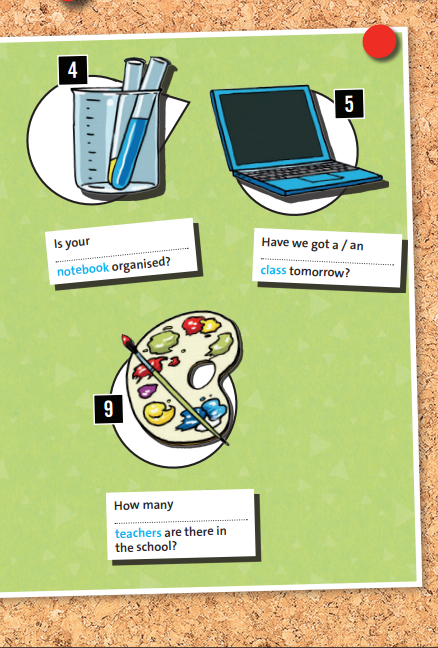 4
5
Is your
notebook organised?
Have we got a / an
class tomorrow?
9
How many
teachers are there in
the school?